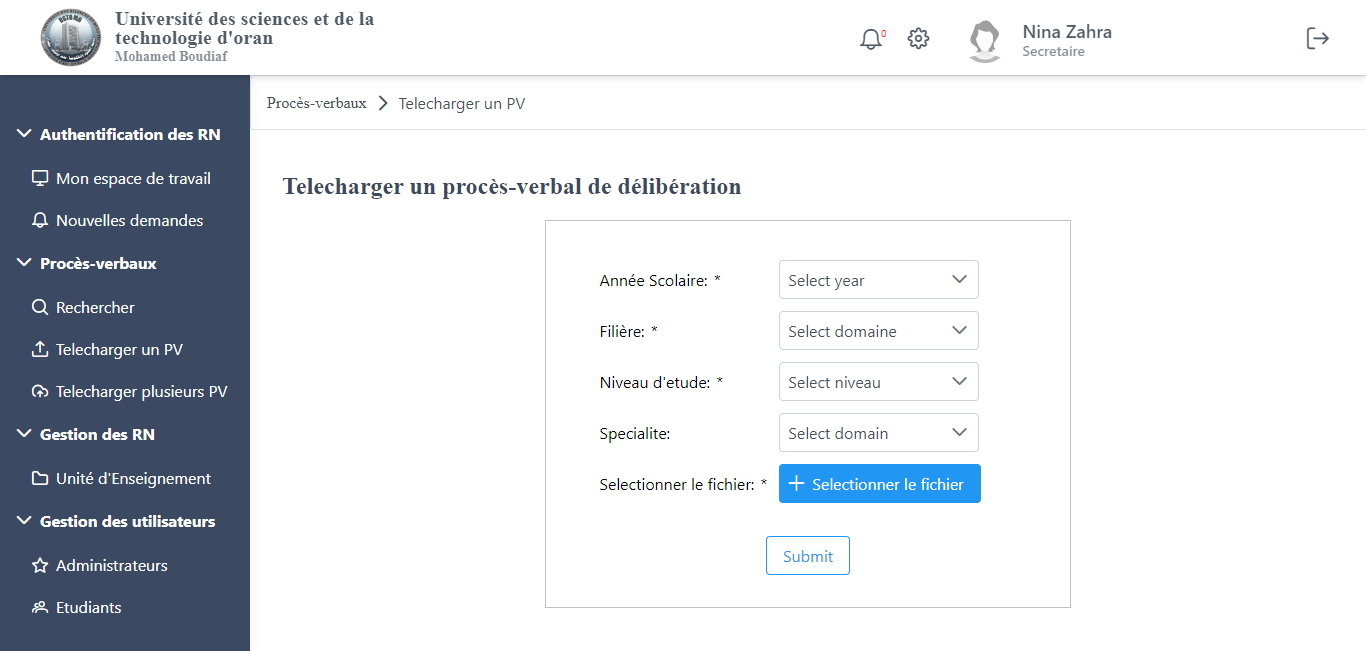 Université des sciences et de la
technologie d'oran
Mohamed Boudiaf
0
Nina Zahra
Secretaire
Authentification des RN
Mon espace de travail
Nouvelles demandes
Procès-verbaux
Rechercher
Telecharger un PV
Telecharger plusieurs PV
Gestion des RN
Unité d'Enseignement
Gestion des utilisateurs
Administrateurs
Etudiants
Procès-verbaux > Telecharger un PV
Telecharger un procès-verbal de délibération
Année Scolaire: * Select year
Filière: * Select domaine
Niveau d'etude: * Select niveau
Specialite: Select domain
Selectionner le fichier: * + Selectionner le fichier
Submit